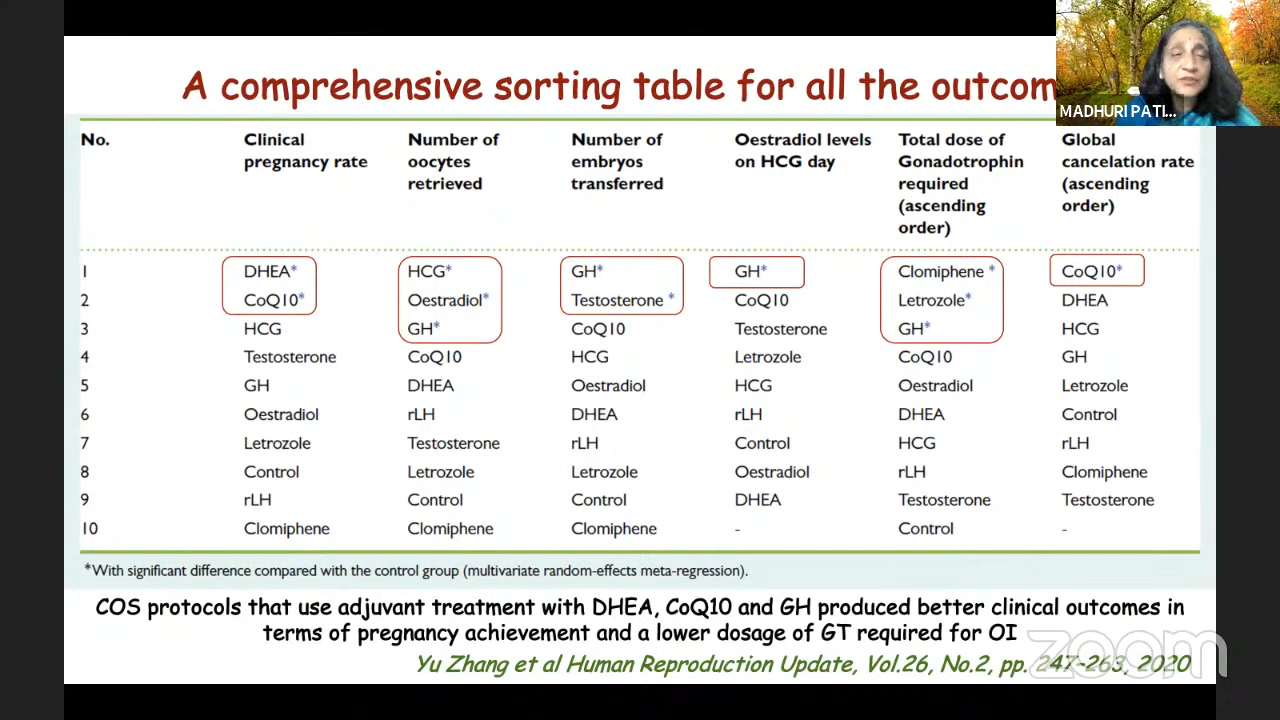 A comprehensive sorting table for all the outcom
MADHURI PATI...
No. Clinical pregnancy rate Number of oocytes retrieved Number of embryos transferred Oestradiol levels on HCG day Total dose of Gonadotrophin required (ascending order) Global cancelation rate (ascending order)
1 DHEA* HCG* GH* GH* Clomiphene * CoQ10*
2 CoQ10* Oestradiol* Testosterone * CoQ10 Letrozole* DHEA
3 HCG GH* CoQ10 Testosterone GH* HCG
4 Testosterone CoQ10 HCG Letrozole CoQ10 GH
5 GH DHEA Oestradiol HCG Oestradiol Letrozole
6 Oestradiol rLH DHEA rLH DHEA Control
7 Letrozole Testosterone rLH Control HCG rLH
8 Control Letrozole Letrozole Oestradiol rLH Clomiphene
9 rLH Control Control DHEA Testosterone Testosterone
10 Clomiphene Clomiphene Clomiphene - Control -
*With significant difference compared with the control group (multivariate random-effects meta-regression).
COS protocols that use adjuvant treatment with DHEA, CoQ10 and GH produced better clinical outcomes in
terms of pregnancy achievement and a lower dosage of GT required for OI
Yu Zhang et al Human Reproduction Update, Vol.26, No.2, pp. 247-263, 2020
zoom